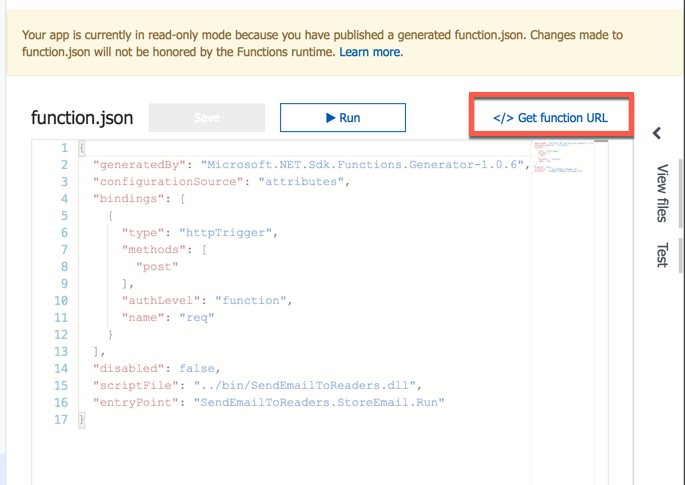 Your app is currently in read-only mode because you have published a generated function.json. Changes made to
function.json will not be honored by the Functions runtime. Learn more.
function.json Save Run </> Get function URL
1 {
2 "generatedBy": "Microsoft.NET.Sdk.Functions.Generator-1.0.6",
3 "configurationSource": "attributes",
4 "bindings": [
5 {
6 "type": "httpTrigger",
7 "methods": [
8 "post"
9 ],
10 "authLevel": "function",
11 "name": "req"
12 }
13 ],
14 "disabled": false,
15 "scriptFile": "../bin/SendEmailToReaders.dll",
16 "entryPoint": "SendEmailToReaders.StoreEmail.Run"
17 }
View files
Test